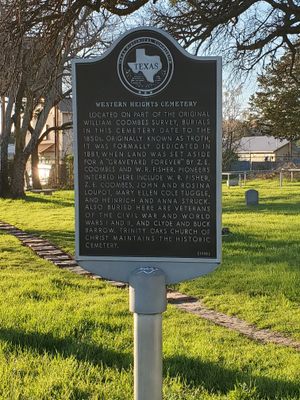 TEXAS
WESTERN HEIGHTS CEMETERY
LOCATED ON PART OF THE ORIGINAL
WILLIAM COOMBES SURVEY, BURIALS
IN THIS CEMETERY DATE TO THE
1850S. ORIGINALLY KNOWN AS TROTH,
IT WAS FORMALLY DEDICATED IN
1881, WHEN LAND WAS SET ASIDE
FOR A "GRAVEYARD FOREVER" BY Z.E.
COOMBES AND W.R. FISHER. PIONEERS
INTERRED HERE INCLUDE W.R. FISHER,
Z.E. COOMBES, JOHN AND ROSINA
LOUPOT, MARY ELLEN COLE TUGGLE,
AND HEINRICH AND ANNA STRUCK.
ALSO BURIED HERE ARE VETERANS
OF THE CIVIL WAR AND WORLD
WARS I AND II, AND CLYDE AND BUCK
BARROW. TRINITY OAKS CHURCH OF
CHRIST MAINTAINS THE HISTORIC
CEMETERY.